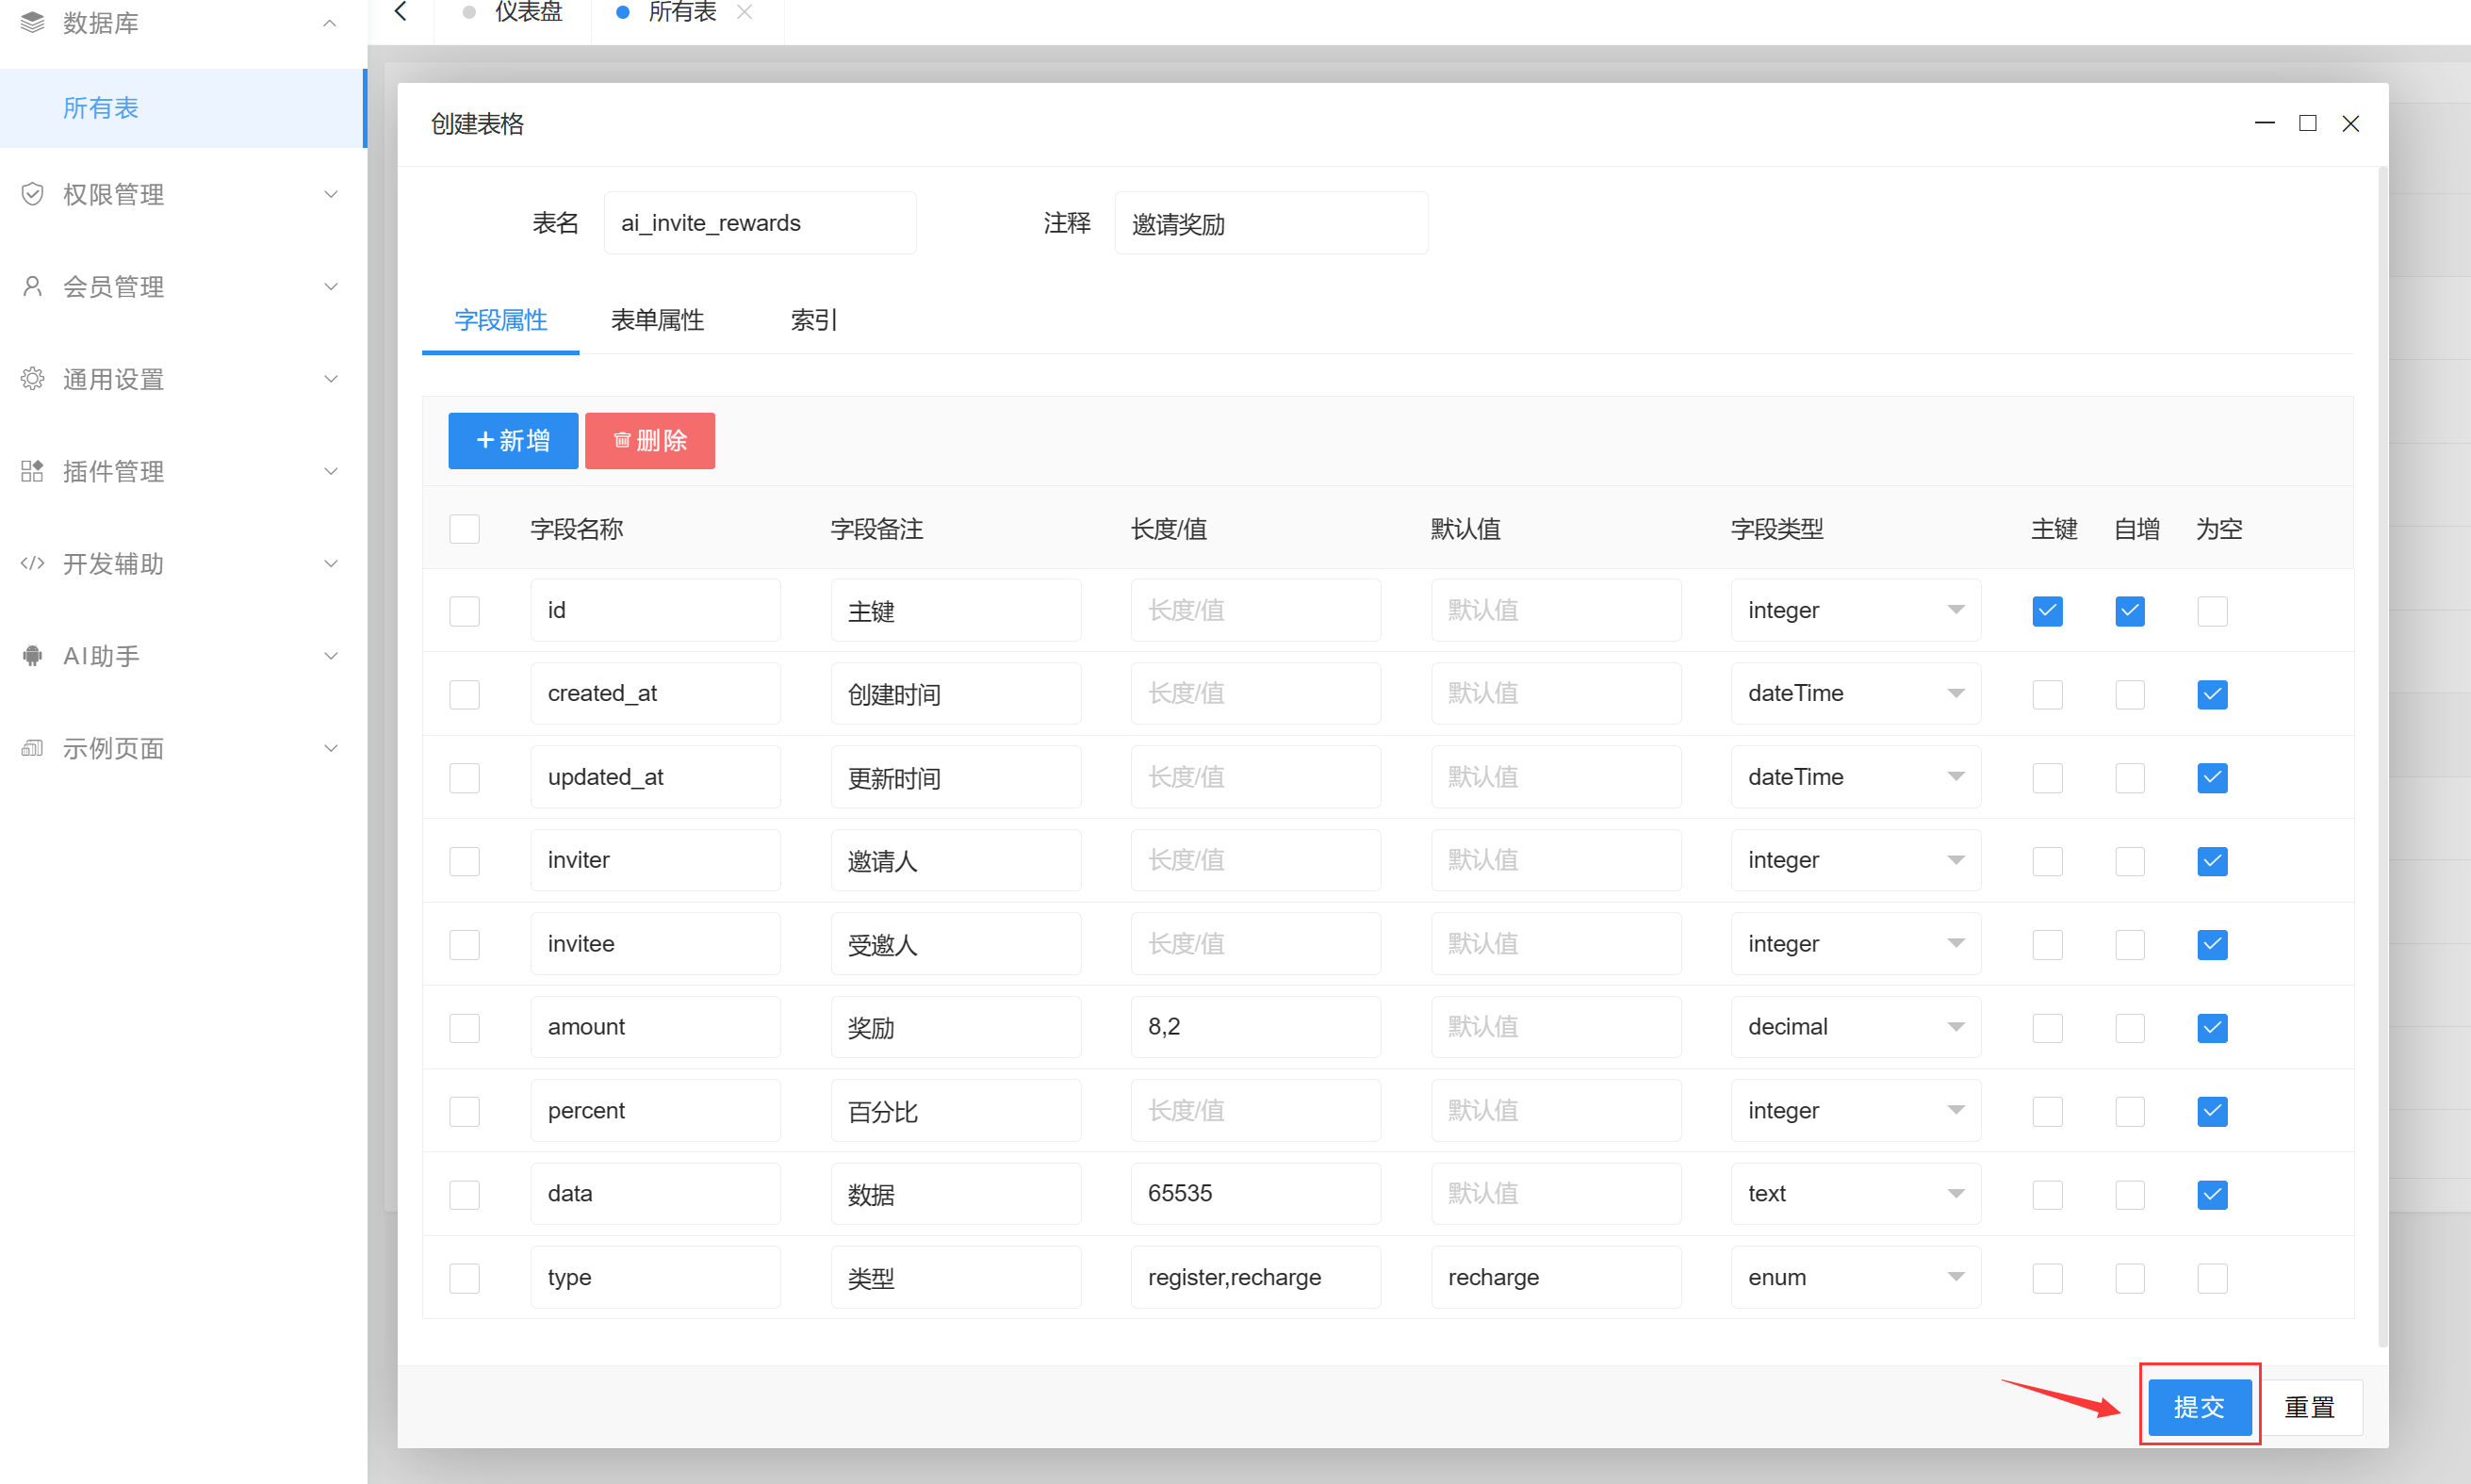 数据库
所有表
权限管理
会员管理
通用设置
插件管理
开发辅助
AI助手
示例页面
仪表盘
所有表
创建表格
表名 ai_invite_rewards 注释 邀请奖励
字段属性 表单属性 索引
新增 删除
字段名称 字段备注 长度/值 默认值 字段类型 主键 自增 为空
id 主键 长度/值 默认值 integer
created_at 创建时间 长度/值 默认值 dateTime
updated_at 更新时间 长度/值 默认值 dateTime
inviter 邀请人 长度/值 默认值 integer
invitee 受邀人 长度/值 默认值 integer
amount 奖励 8,2 默认值 decimal
percent 百分比 长度/值 默认值 integer
data 数据 65535 默认值 text
type 类型 register,recharge recharge enum
提交 重置